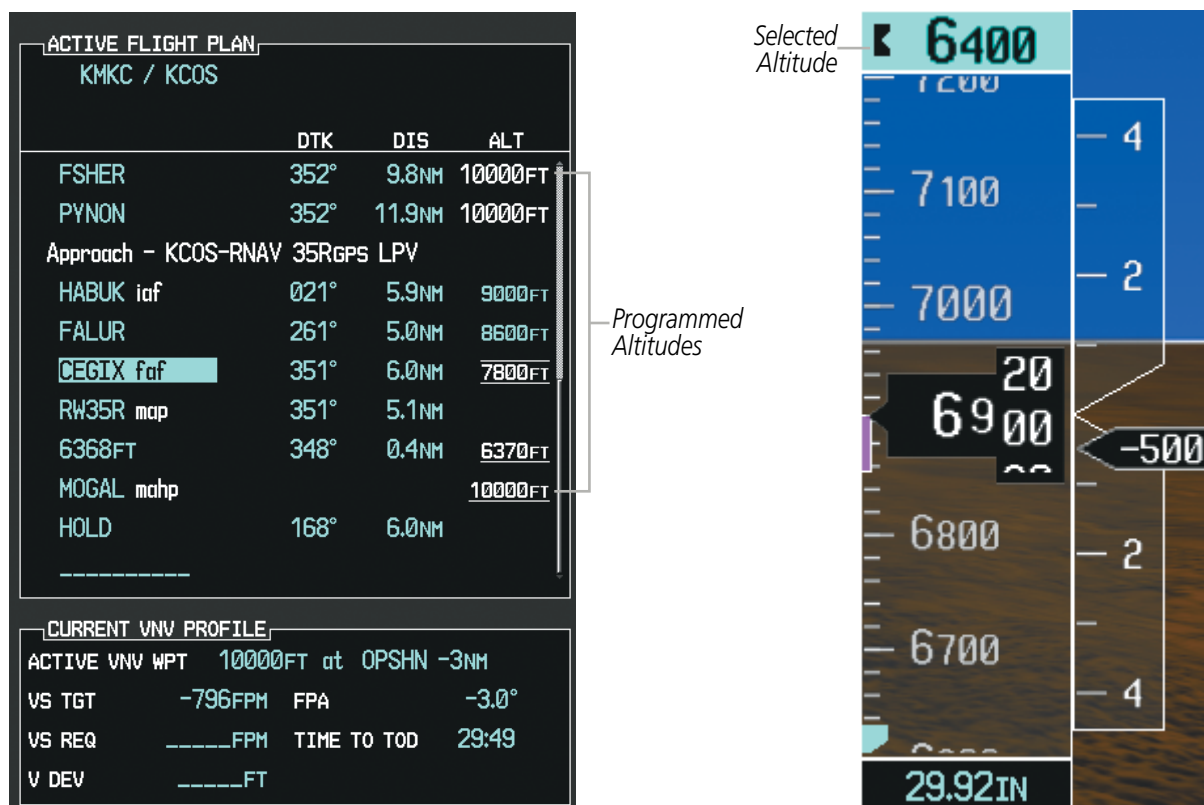 ACTIVE FLIGHT PLAN
KMKC / KCOS
DTK DIS ALT
FSHER 352° 9.8NM 10000FT
PYNON 352° 11.9NM 10000FT
Approach – KCOS-RNAV 35RGPS LPV
HABUK iaf 021° 5.9NM 9000FT
FALUR 261° 5.0NM 8600FT
CEGIX faf 351° 6.0NM 7800FT
RW35R map 351° 5.1NM
6368FT 348° 0.4NM 6370FT
MOGAL mahp 10000FT
HOLD 168° 6.0NM
__________
CURRENT VNV PROFILE
ACTIVE VNV WPT 10000FT at OPSHN -3NM
VS TGT -796FPM FPA -3.0°
VS REQ _____FPM TIME TO TOD 29:49
V DEV _____FT
Programmed
Altitudes
Selected
Altitude
6400
7200
4
7100
2
7000
20
6900
-500
6800
2
6700
4
29.92IN